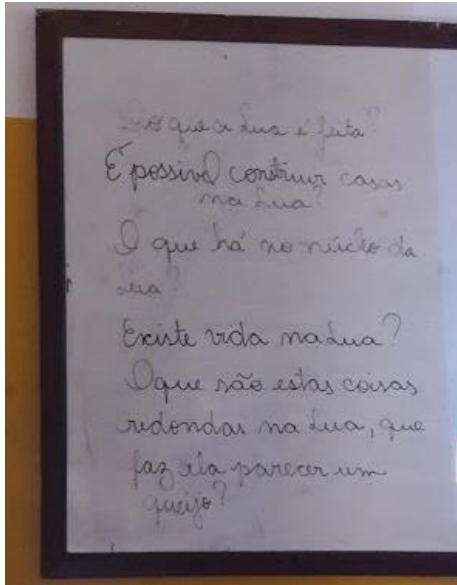 Do que a Lua é feita?
É possivel construir casas
na Lua?
O que há no núcleo da
Lua?
Existe vida na Lua?
O que são estas coisas
redondas na Lua, que
faz ela parecer um
queijo?